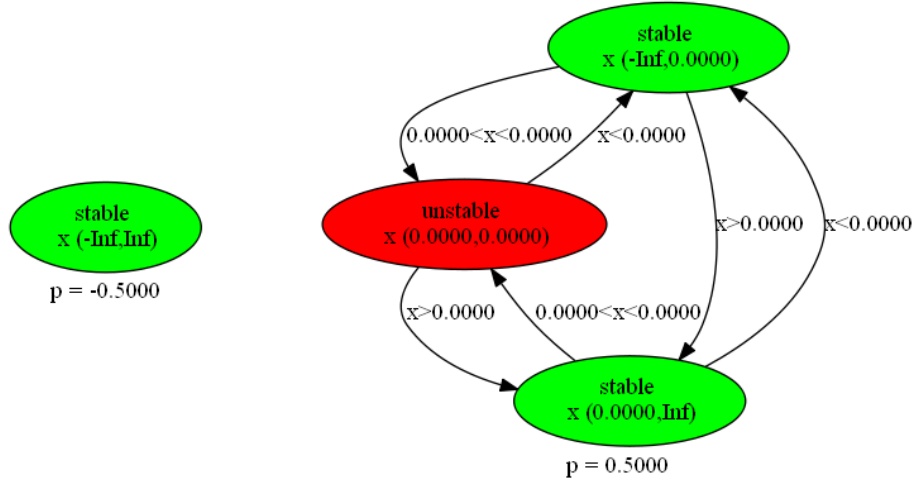 stable
x (-Inf,0.0000)
0.0000<x<0.0000
x<0.0000
stable
x (-Inf,Inf)
p = -0.5000
unstable
x (0.0000,0.0000)
x>0.0000
x<0.0000
x>0.0000
0.0000<x<0.0000
stable
x (0.0000,Inf)
p = 0.5000